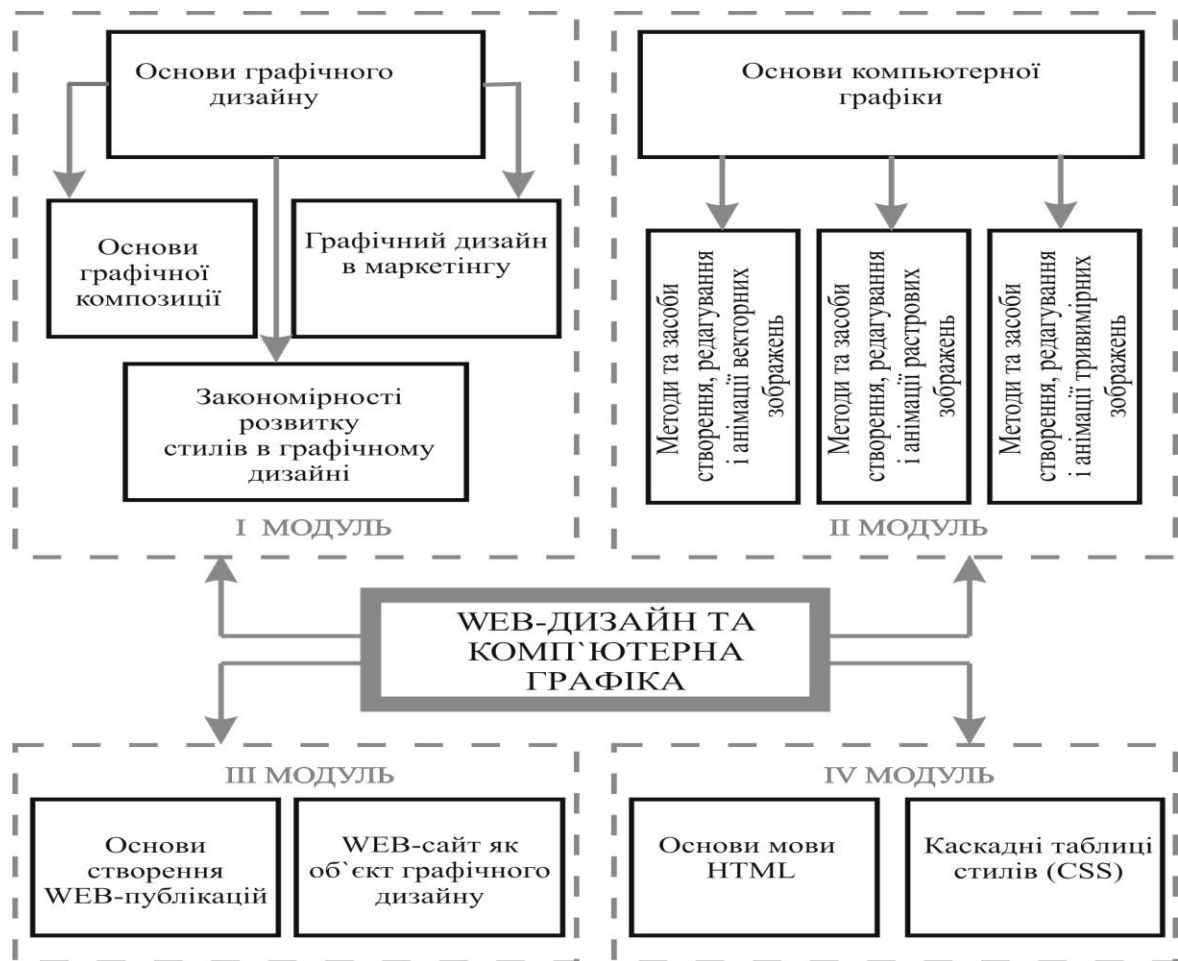 Основи графічного
дизайну
Основи
графічної
композиції
Графічний дизайн
в маркетінгу
Закономірності
розвитку
стилів в графічному
дизайні
I МОДУЛЬ
Основи компьютерної
графіки
Методи та засоби
створення, редагування
і анімації векторних
зображень
Методи та засоби
створення, редагування
і анімації растрових
зображень
Методи та засоби
створення, редагування
і анімації тривимірних
зображень
II МОДУЛЬ
WEB-ДИЗАЙН ТА
КОМП`ЮТЕРНА
ГРАФІКА
III МОДУЛЬ
Основи
створення
WEB-публікацій
WEB-сайт як
об`єкт графічного
дизайну
IV МОДУЛЬ
Основи мови
HTML
Каскадні таблиці
стилів (CSS)